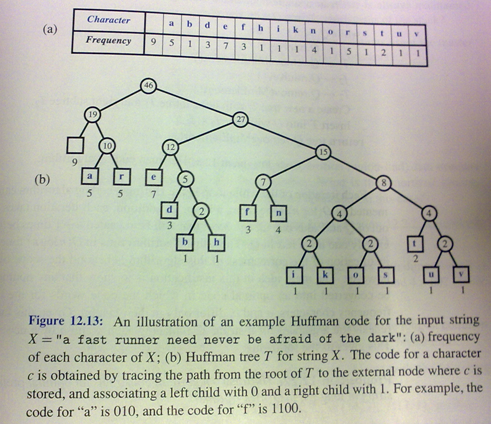 (a)
Character a b d e f h i k n o r s t u v
Frequency 9 5 1 3 7 3 1 1 1 4 1 5 1 2 1 1
46
19 27
10 12 15
9 a r e 5 7 8
5 5 7
(b)
d 2 f n 4 4
3 3 4
b h 2 2 t 2
1 1 2
i k o s u v
1 1 1 1 1 1
Figure 12.13: An illustration of an example Huffman code for the input string
X = "a fast runner need never be afraid of the dark": (a) frequency
of each character of X; (b) Huffman tree T for string X. The code for a character
c is obtained by tracing the path from the root of T to the external node where c is
stored, and associating a left child with 0 and a right child with 1. For example, the
code for "a" is 010, and the code for "f" is 1100.